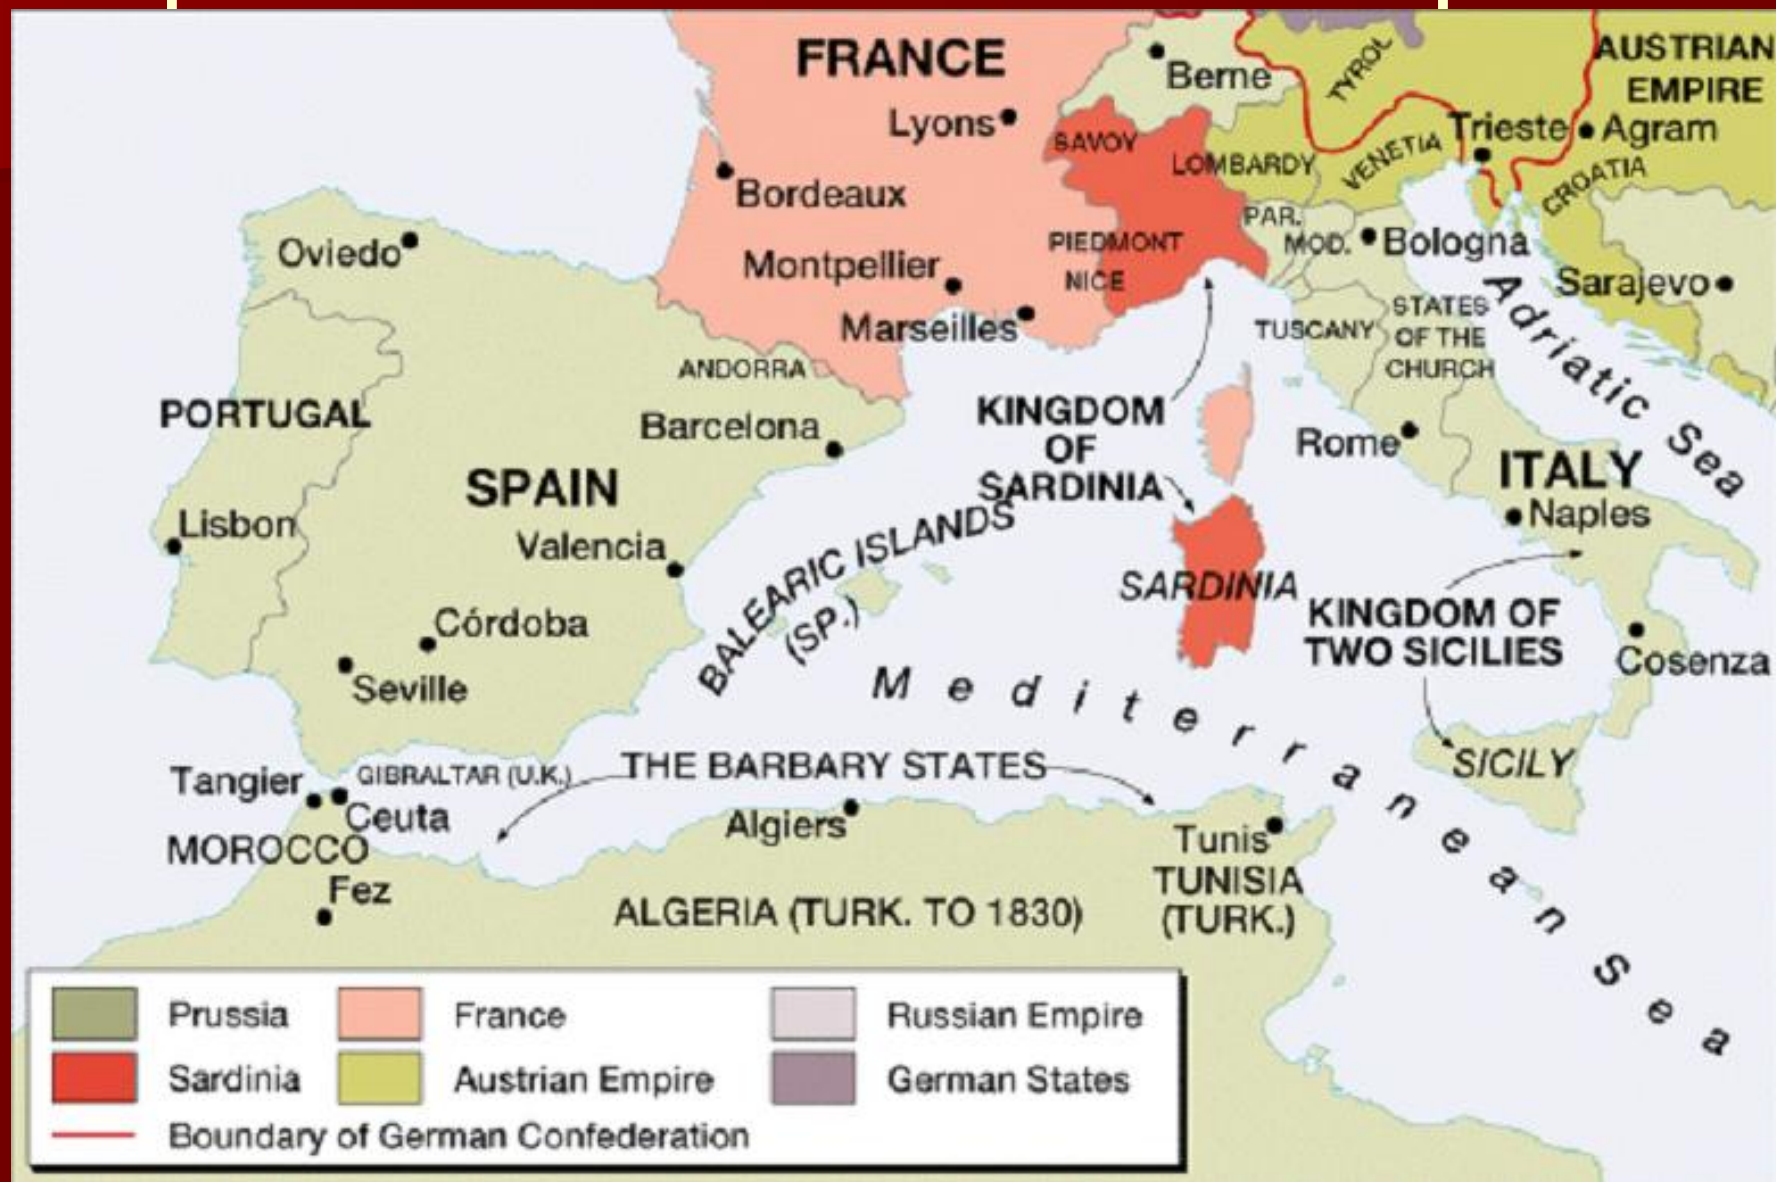 FRANCE
Berne
TYROL
AUSTRIAN
EMPIRE
Lyons
SAVOY
LOMBARDY
VENETIA
Trieste
Agram
CROATIA
Bordeaux
PAR.
MOD.
Bologna
Oviedo
Montpellier
PIEDMONT
NICE
Sarajevo
Adriatic Sea
Marseilles
TUSCANY
STATES
OF THE
CHURCH
ANDORRA
PORTUGAL
Barcelona
KINGDOM
OF
SARDINIA
Rome
ITALY
SPAIN
Naples
Lisbon
Valencia
BALEARIC ISLANDS
(SP.)
SARDINIA
KINGDOM OF
TWO SICILIES
Córdoba
Cosenza
Seville
Mediterranean Sea
SICILY
THE BARBARY STATES
Tangier
GIBRALTAR (U.K.)
Ceuta
Algiers
Tunis
MOROCCO
Fez
TUNISIA
(TURK.)
ALGERIA (TURK. TO 1830)
Prussia
France
Russian Empire
Sardinia
Austrian Empire
German States
Boundary of German Confederation